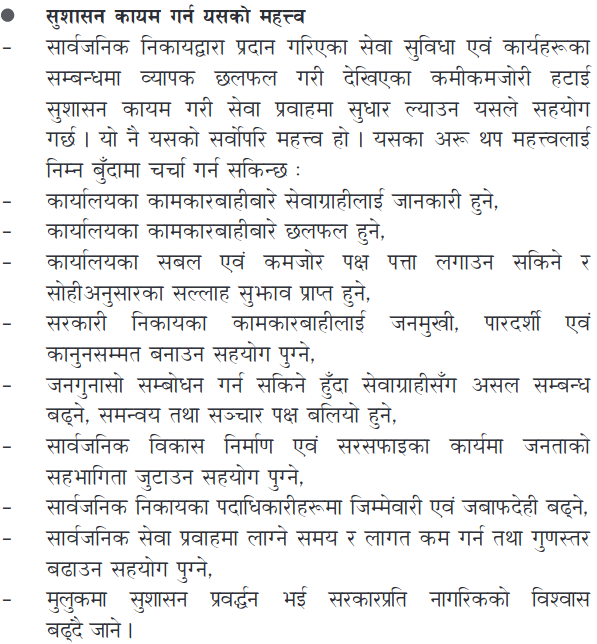 ● सुशासन कायम गर्न यसको महत्त्व
– सार्वजनिक निकायद्वारा प्रदान गरिएका सेवा सुविधा एवं कार्यहरूका
सम्बन्धमा व्यापक छलफल गरी देखिएका कमीकमजोरी हटाई
सुशासन कायम गरी सेवा प्रवाहमा सुधार ल्याउन यसले सहयोग
गर्छ । यो नै यसको सर्वोपरि महत्त्व हो । यसका अरू थप महत्त्वलाई
निम्न बुँदामा चर्चा गर्न सकिन्छ :
– कार्यालयका कामकारबाहीबारे सेवाग्राहीलाई जानकारी हुने,
– कार्यालयका कामकारबाहीबारे छलफल हुने,
– कार्यालयका सबल एवं कमजोर पक्ष पत्ता लगाउन सकिने र
सोहीअनुसारका सल्लाह सुझाव प्राप्त हुने,
– सरकारी निकायका कामकारबाहीलाई जनमुखी, पारदर्शी एवं
कानुनसम्मत बनाउन सहयोग पुग्ने,
– जनगुनासो सम्बोधन गर्न सकिने हुँदा सेवाग्राहीसँग असल सम्बन्ध
बढ्ने, समन्वय तथा सञ्चार पक्ष बलियो हुने,
– सार्वजनिक विकास निर्माण एवं सरसफाइका कार्यमा जनताको
सहभागिता जुटाउन सहयोग पुग्ने,
– सार्वजनिक निकायका पदाधिकारीहरूमा जिम्मेवारी एवं जबाफदेही बढ्ने,
– सार्वजनिक सेवा प्रवाहमा लाग्ने समय र लागत कम गर्न तथा गुणस्तर
बढाउन सहयोग पुग्ने,
– मुलुकमा सुशासन प्रवर्द्धन भई सरकारप्रति नागरिकको विश्वास
बढ्दै जाने ।